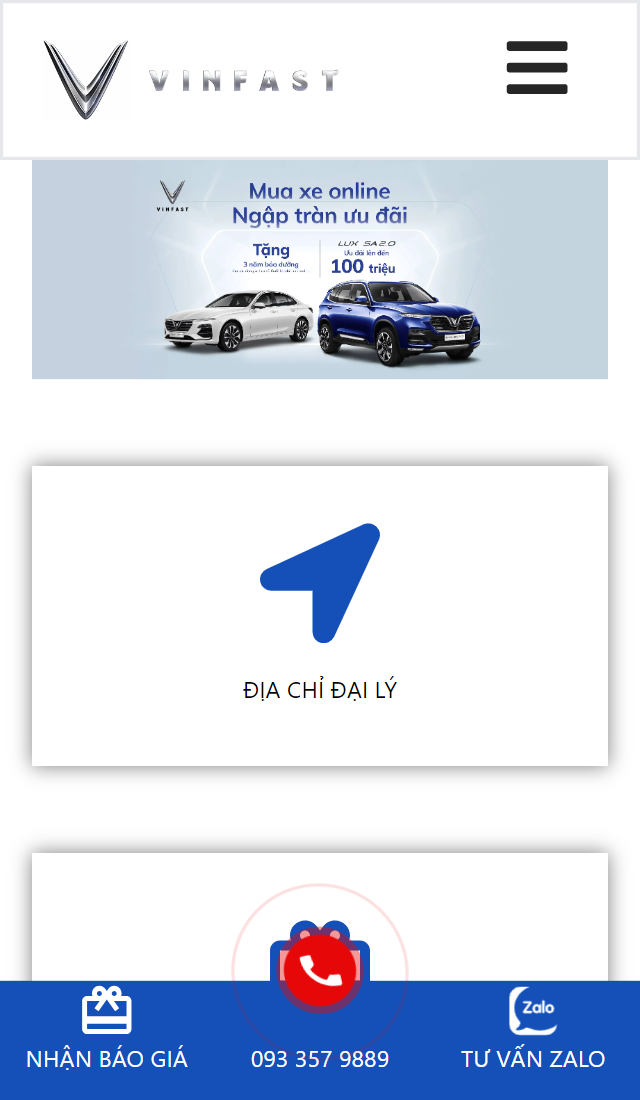 VINFAST
VINFAST
Mua xe online
Ngập tràn ưu đãi
Tặng
3 năm bảo dưỡng
LUX SA2.0
Ưu đãi lên đến
100 triệu
ĐỊA CHỈ ĐẠI LÝ
Zalo
NHẬN BÁO GIÁ
093 357 9889
TƯ VẤN ZALO